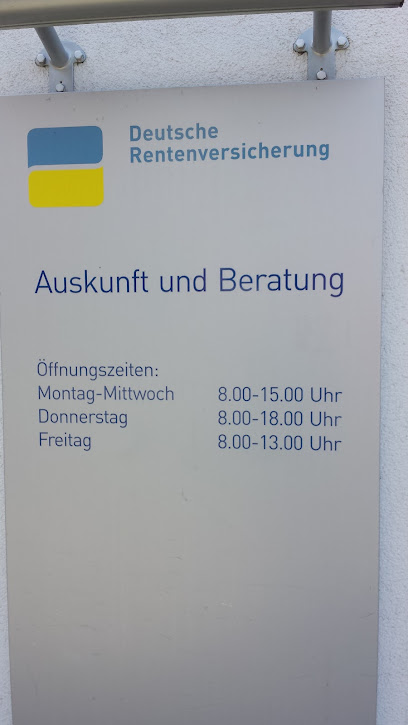 Deutsche
Rentenversicherung
Auskunft und Beratung
Öffnungszeiten:
Montag-Mittwoch 8.00-15.00 Uhr
Donnerstag 8.00-18.00 Uhr
Freitag 8.00-13.00 Uhr